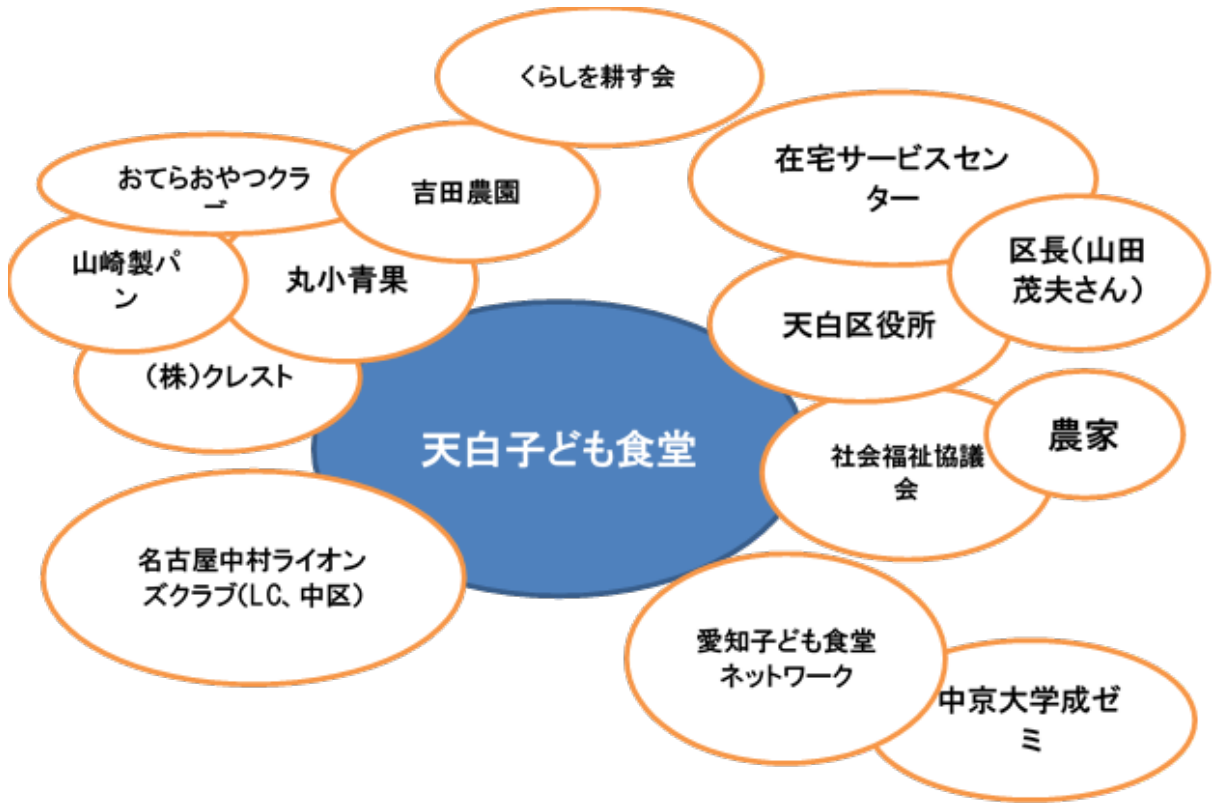 くらしを耕す会
在宅サービスセン
ター
おてらおやつクラ
吉田農園
区長(山田
茂夫さん)
山崎製パ
ン
丸小青果
天白区役所
(株)クレスト
天白子ども食堂
農家
社会福祉協議
会
名古屋中村ライオン
ズクラブ(LC、中区)
愛知子ども食堂
ネットワーク
中京大学成ゼ
ミ